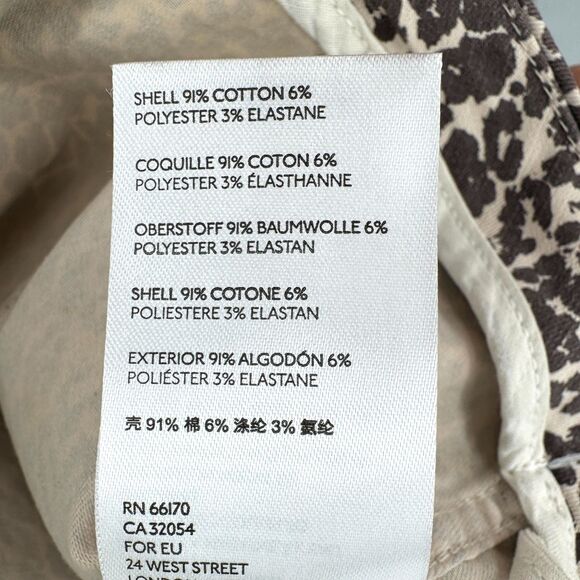 SHELL 91% COTTON 6%
POLYESTER 3% ELASTANE
COQUILLE 91% COTON 6%
POLYESTER 3% ÉLASTHANNE
OBERSTOFF 91% BAUMWOLLE 6%
POLYESTER 3% ELASTAN
SHELL 91% COTONE 6%
POLIESTERE 3% ELASTAN
EXTERIOR 91% ALGODÓN 6%
POLIÉSTER 3% ELASTANE
壳 91% 棉 6% 涤纶 3% 氨纶
RN 66170
CA 32054
FOR EU
24 WEST STREET